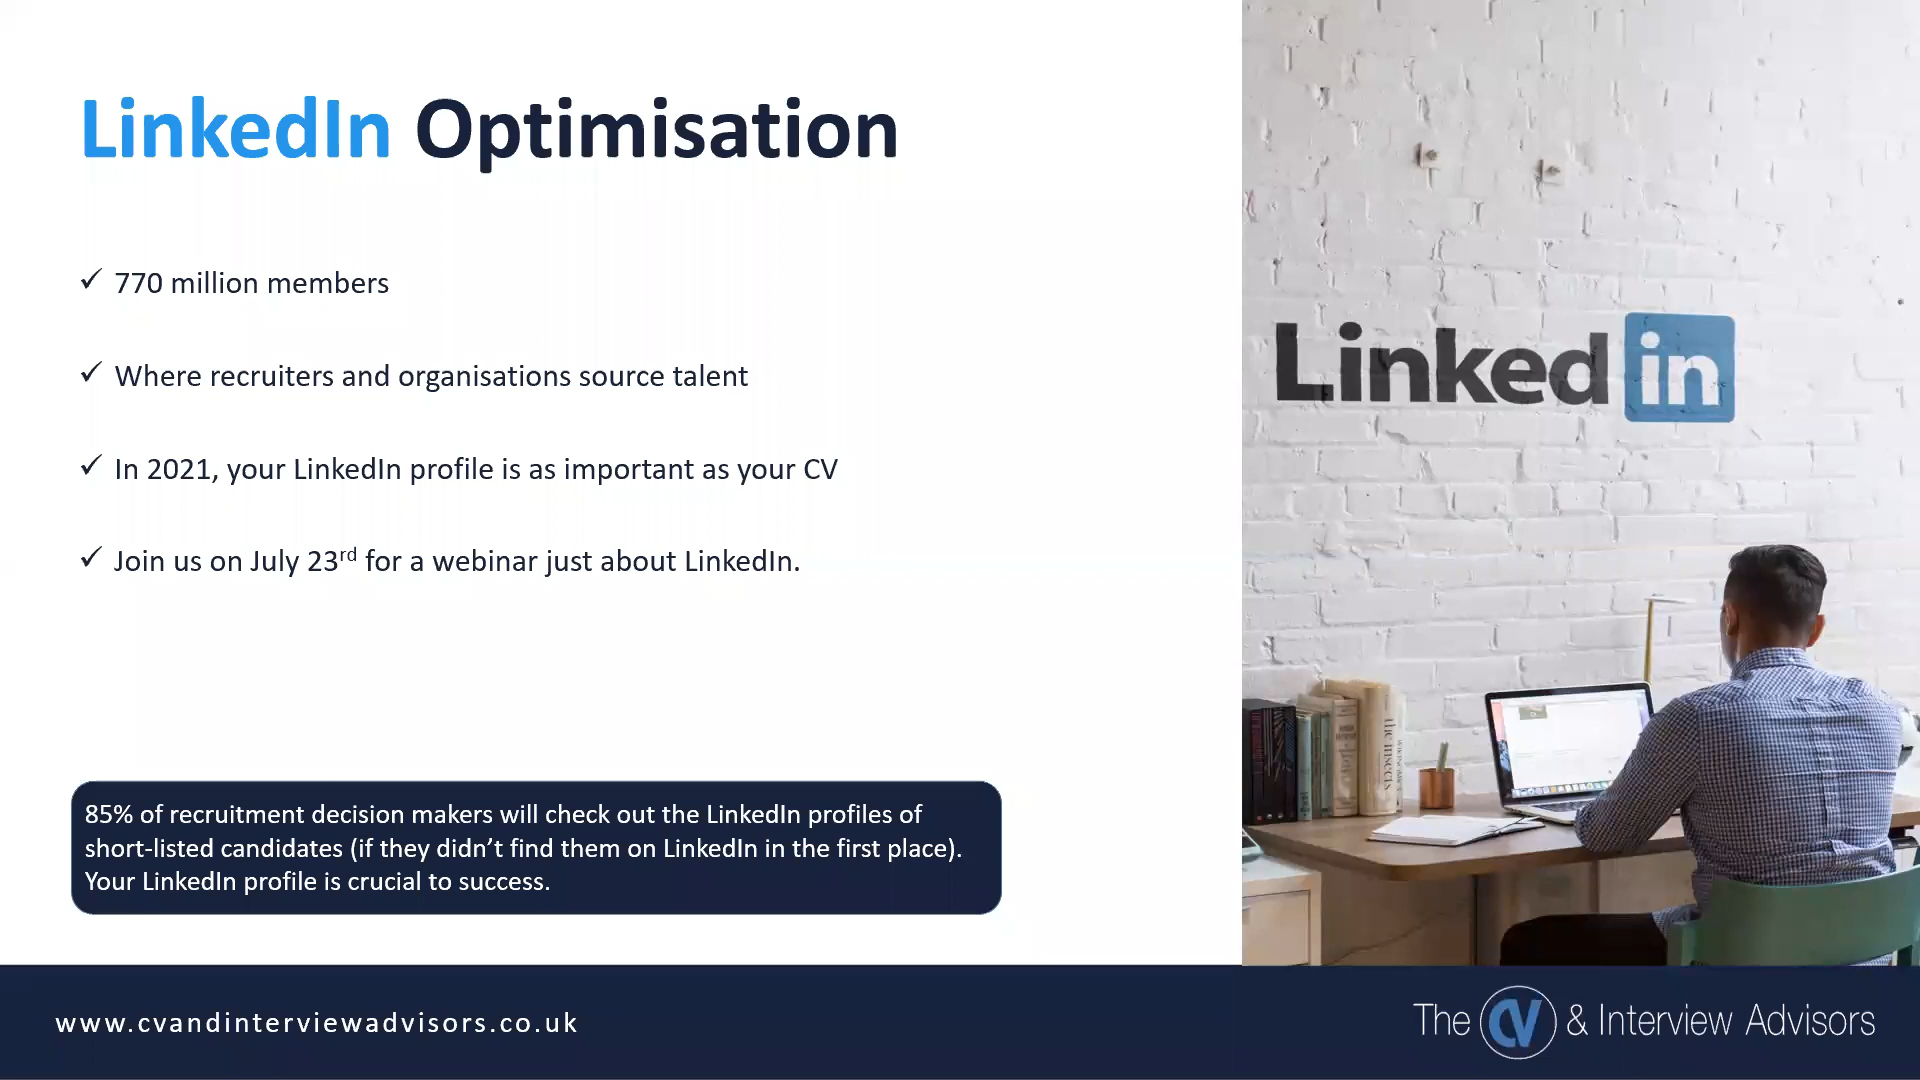 LinkedIn Optimisation
✓ 770 million members
✓ Where recruiters and organisations source talent
✓ In 2021, your LinkedIn profile is as important as your CV
✓ Join us on July 23rd for a webinar just about LinkedIn.
85% of recruitment decision makers will check out the LinkedIn profiles of
short-listed candidates (if they didn’t find them on LinkedIn in the first place).
Your LinkedIn profile is crucial to success.
Linked in
the insects
www.cvandinterviewadvisors.co.uk
The CV & Interview Advisors